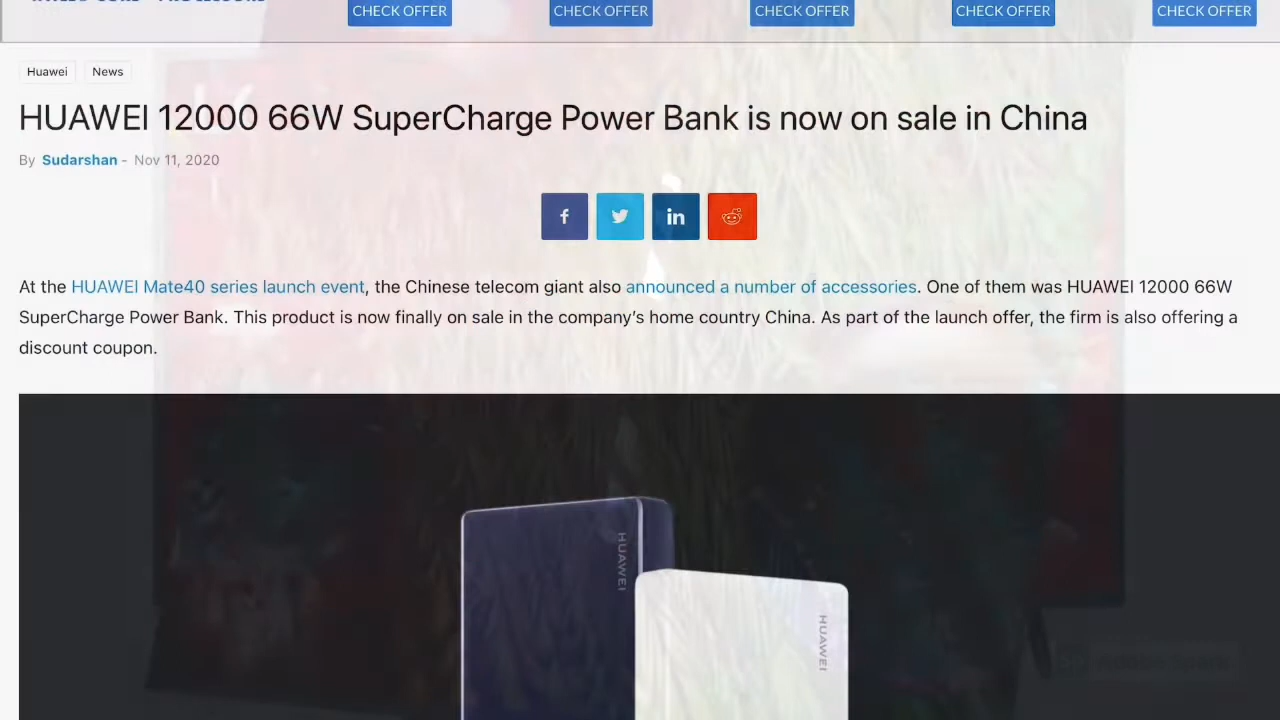 CHECK OFFER CHECK OFFER CHECK OFFER CHECK OFFER CHECK OFFER
Huawei News
HUAWEI 12000 66W SuperCharge Power Bank is now on sale in China
By Sudarshan - Nov 11, 2020
f in
At the HUAWEI Mate40 series launch event, the Chinese telecom giant also announced a number of accessories. One of them was HUAWEI 12000 66W
SuperCharge Power Bank. This product is now finally on sale in the company's home country China. As part of the launch offer, the firm is also offering a
discount coupon.
HUAWEI
HUAWEI